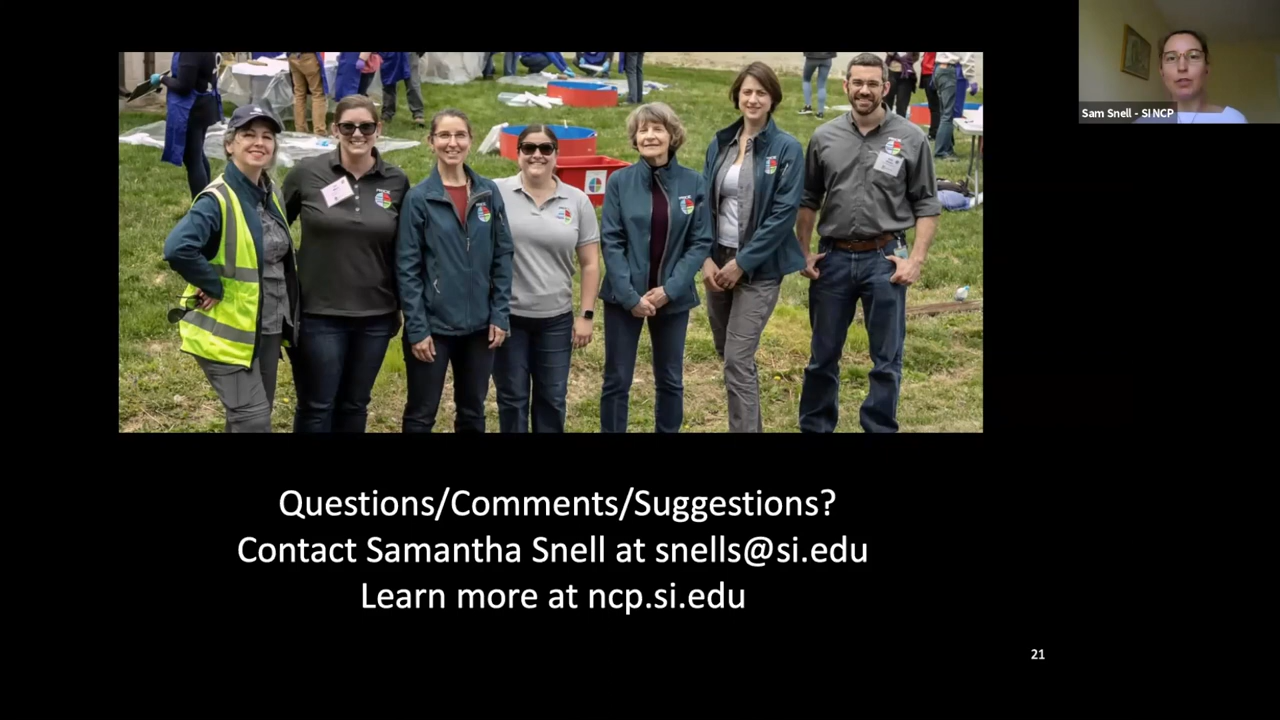 Sam Snell - SI NCP
Questions/Comments/Suggestions?
Contact Samantha Snell at snells@si.edu
Learn more at ncp.si.edu
21